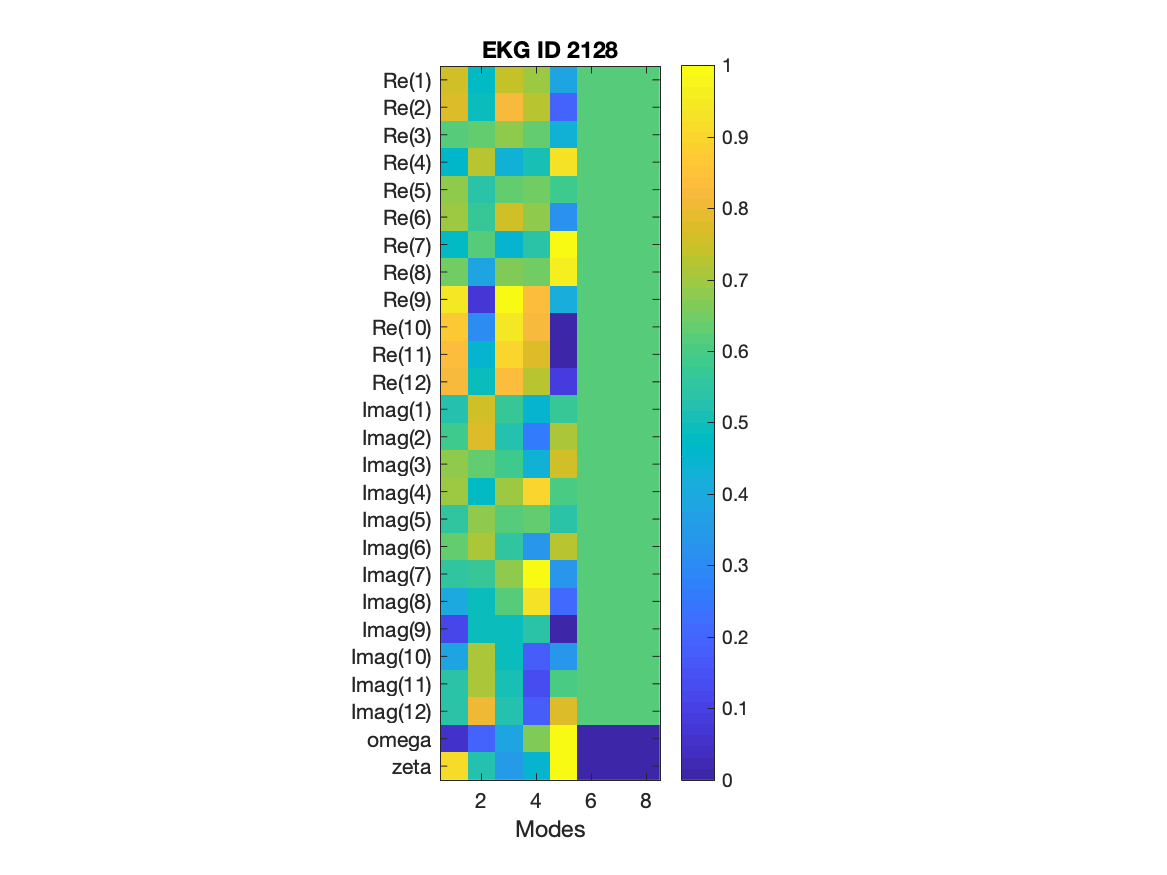 EKG ID 2128
Re(1)
Re(2)
Re(3)
Re(4)
Re(5)
Re(6)
Re(7)
Re(8)
Re(9)
Re(10)
Re(11)
Re(12)
Imag(1)
Imag(2)
Imag(3)
Imag(4)
Imag(5)
Imag(6)
Imag(7)
Imag(8)
Imag(9)
Imag(10)
Imag(11)
Imag(12)
omega
zeta
2 4 6 8
Modes
1
0.9
0.8
0.7
0.6
0.5
0.4
0.3
0.2
0.1
0